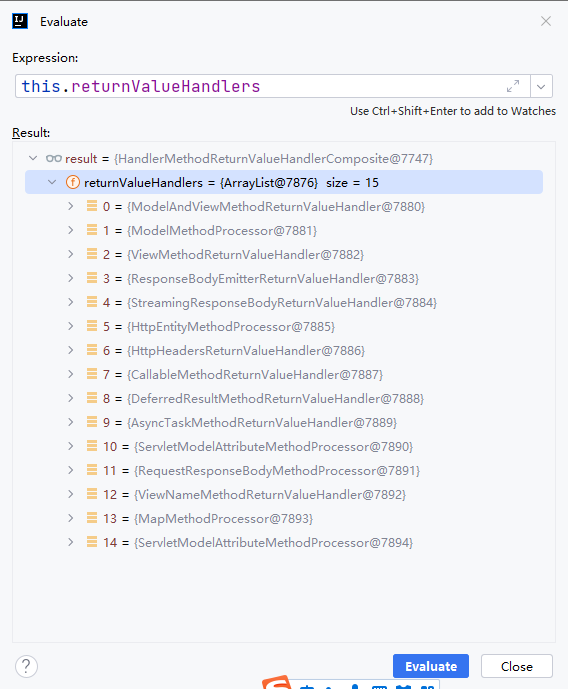 Evaluate
Expression:
this.returnValueHandlers
Use Ctrl+Shift+Enter to add to Watches
Result:
result = {HandlerMethodReturnValueHandlerComposite@7747}
returnValueHandlers = {ArrayList@7876} size = 15
0 = {ModelAndViewMethodReturnValueHandler@7880}
1 = {ModelMethodProcessor@7881}
2 = {ViewMethodReturnValueHandler@7882}
3 = {ResponseBodyEmitterReturnValueHandler@7883}
4 = {StreamingResponseBodyReturnValueHandler@7884}
5 = {HttpEntityMethodProcessor@7885}
6 = {HttpHeadersReturnValueHandler@7886}
7 = {CallableMethodReturnValueHandler@7887}
8 = {DeferredResultMethodReturnValueHandler@7888}
9 = {AsyncTaskMethodReturnValueHandler@7889}
10 = {ServletModelAttributeMethodProcessor@7890}
11 = {RequestResponseBodyMethodProcessor@7891}
12 = {ViewNameMethodReturnValueHandler@7892}
13 = {MapMethodProcessor@7893}
14 = {ServletModelAttributeMethodProcessor@7894}
? Evaluate Close